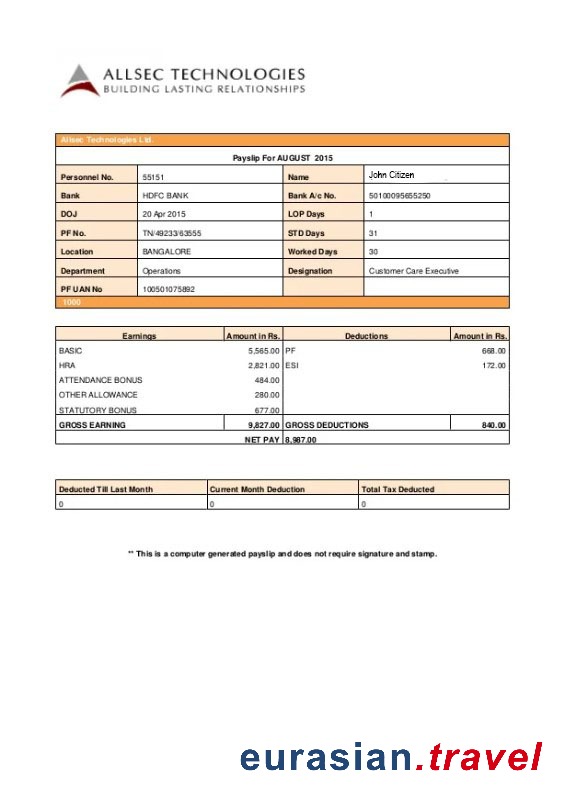 ALLSEC TECHNOLOGIES
BUILDING LASTING RELATIONSHIPS
Allsec Technologies Ltd.
Payslip For AUGUST 2015
Personnel No. 55151 Name John Citizen
Bank HDFC BANK Bank A/c No. 50100095655250
DOJ 20 Apr 2015 LOP Days 1
PF No. TN/49233/63555 STD Days 31
Location BANGALORE Worked Days 30
Department Operations Designation Customer Care Executive
PF UAN No 100501075892
1000
Earnings Amount in Rs. Deductions Amount in Rs.
BASIC 5,565.00 PF 668.00
HRA 2,821.00 ESI 172.00
ATTENDANCE BONUS 484.00
OTHER ALLOWANCE 280.00
STATUTORY BONUS 677.00
GROSS EARNING 9,827.00 GROSS DEDUCTIONS 840.00
NET PAY 8,987.00
Deducted Till Last Month Current Month Deduction Total Tax Deducted
0 0 0
** This is a computer generated payslip and does not require signature and stamp.
eurasian.travel